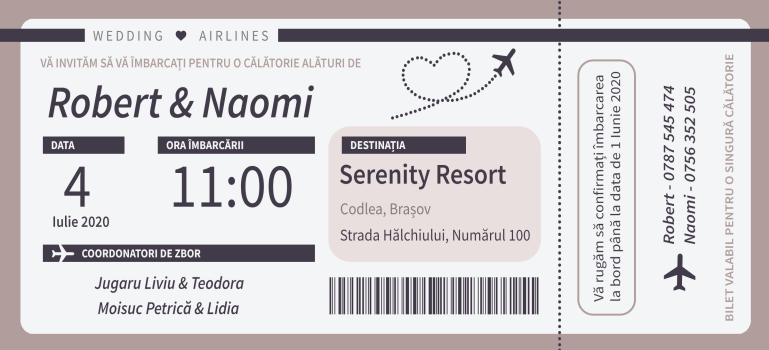 WEDDING AIRLINES
VĂ INVITĂM SĂ VĂ ÎMBARCAȚI PENTRU O CĂLĂTORIE ALĂTURI DE
Robert & Naomi
DATA
4
Iulie 2020
ORA ÎMBARCĂRII
11:00
DESTINAȚIA
Serenity Resort
Codlea, Brașov
Strada Hălchiului, Numărul 100
COORDONATORI DE ZBOR
Jugaru Liviu & Teodora
Moisuc Petrică & Lidia
Vă rugăm să confirmați îmbarcarea
la bord până la data de 1 Iunie 2020
Robert - 0787 545 474
Naomi - 0756 352 505
BILET VALABIL PENTRU O SINGURĂ CĂLĂTORIE